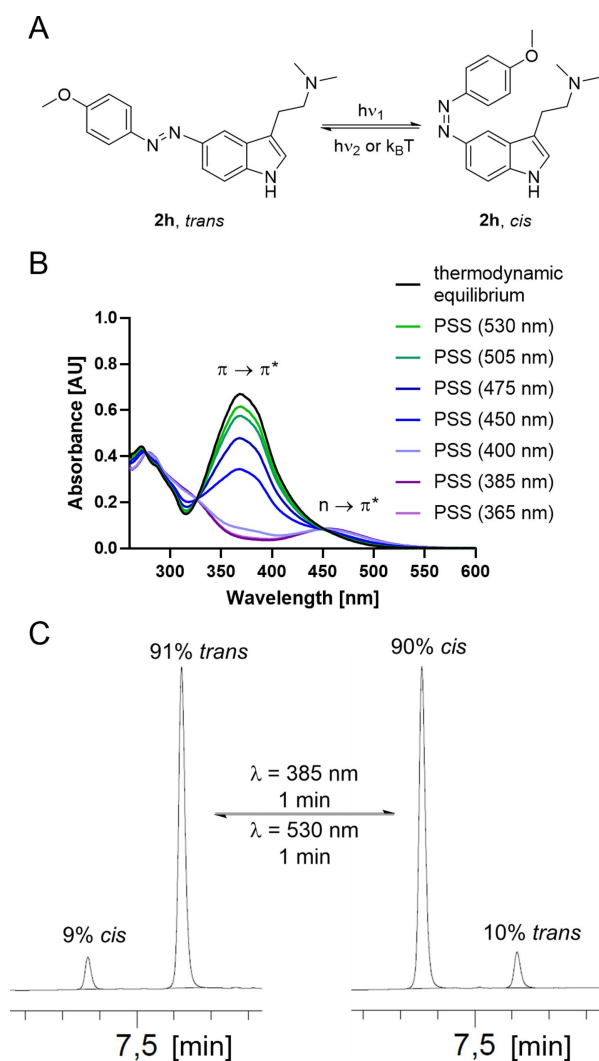 A
O
N
N
N
N
H
hν₁
hν₂ or k_BT
O
N
N
N
N
H
2h, trans
2h, cis
B
Absorbance [AU]
1.0
0.8
0.6
0.4
0.2
0.0
300
350
400
450
500
550
600
Wavelength [nm]
π → π*
n → π*
thermodynamic
equilibrium
PSS (530 nm)
PSS (505 nm)
PSS (475 nm)
PSS (450 nm)
PSS (400 nm)
PSS (385 nm)
PSS (365 nm)
C
91% trans
9% cis
7,5 [min]
λ = 385 nm
1 min
λ = 530 nm
1 min
90% cis
10% trans
7,5 [min]